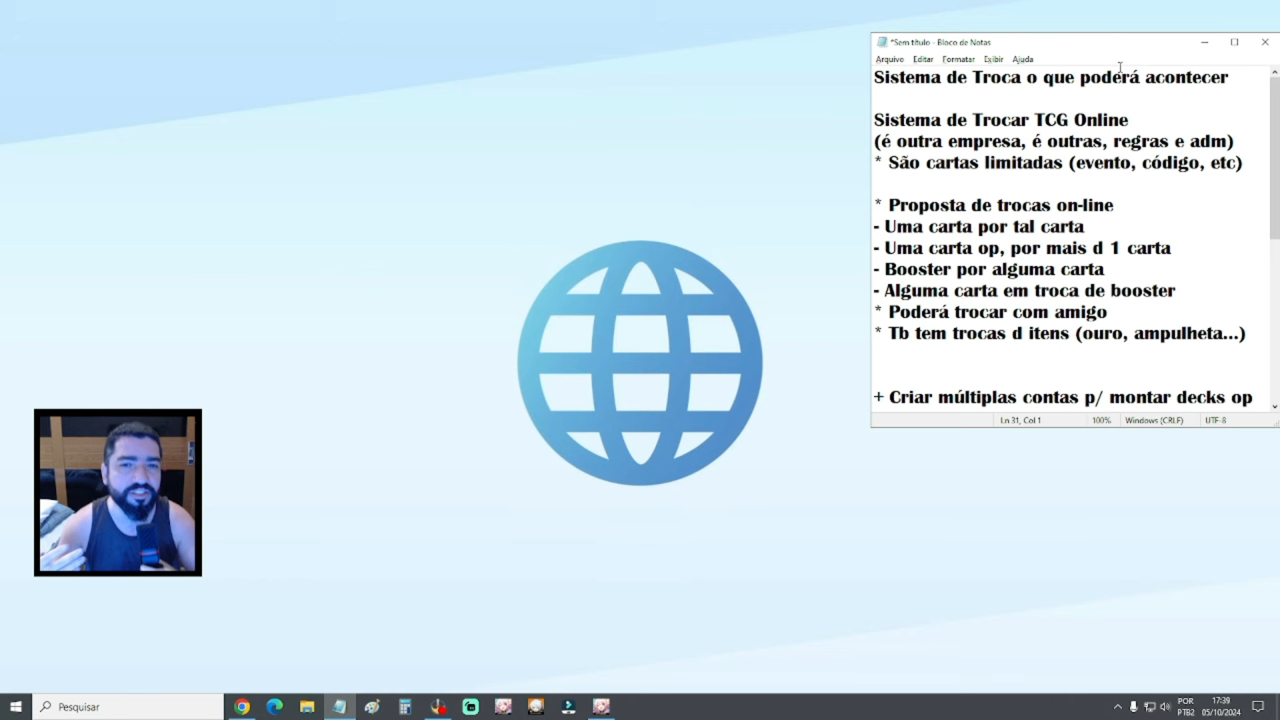 *Sem título - Bloco de Notas
Arquivo Editar Formatar Exibir Ajuda
Sistema de Troca o que poderá acontecer
Sistema de Trocar TCG Online
(é outra empresa, é outras, regras e adm)
* São cartas limitadas (evento, código, etc)
* Proposta de trocas on-line
- Uma carta por tal carta
- Uma carta op, por mais d 1 carta
- Booster por alguma carta
- Alguma carta em troca de booster
* Poderá trocar com amigo
* Tb tem trocas d itens (ouro, ampulheta...)
+ Criar múltiplas contas p/ montar decks op
Ln 31, Col 1 100% Windows (CRLF) UTF-8
Pesquisar
POR 17:39
PTB2 05/10/2024